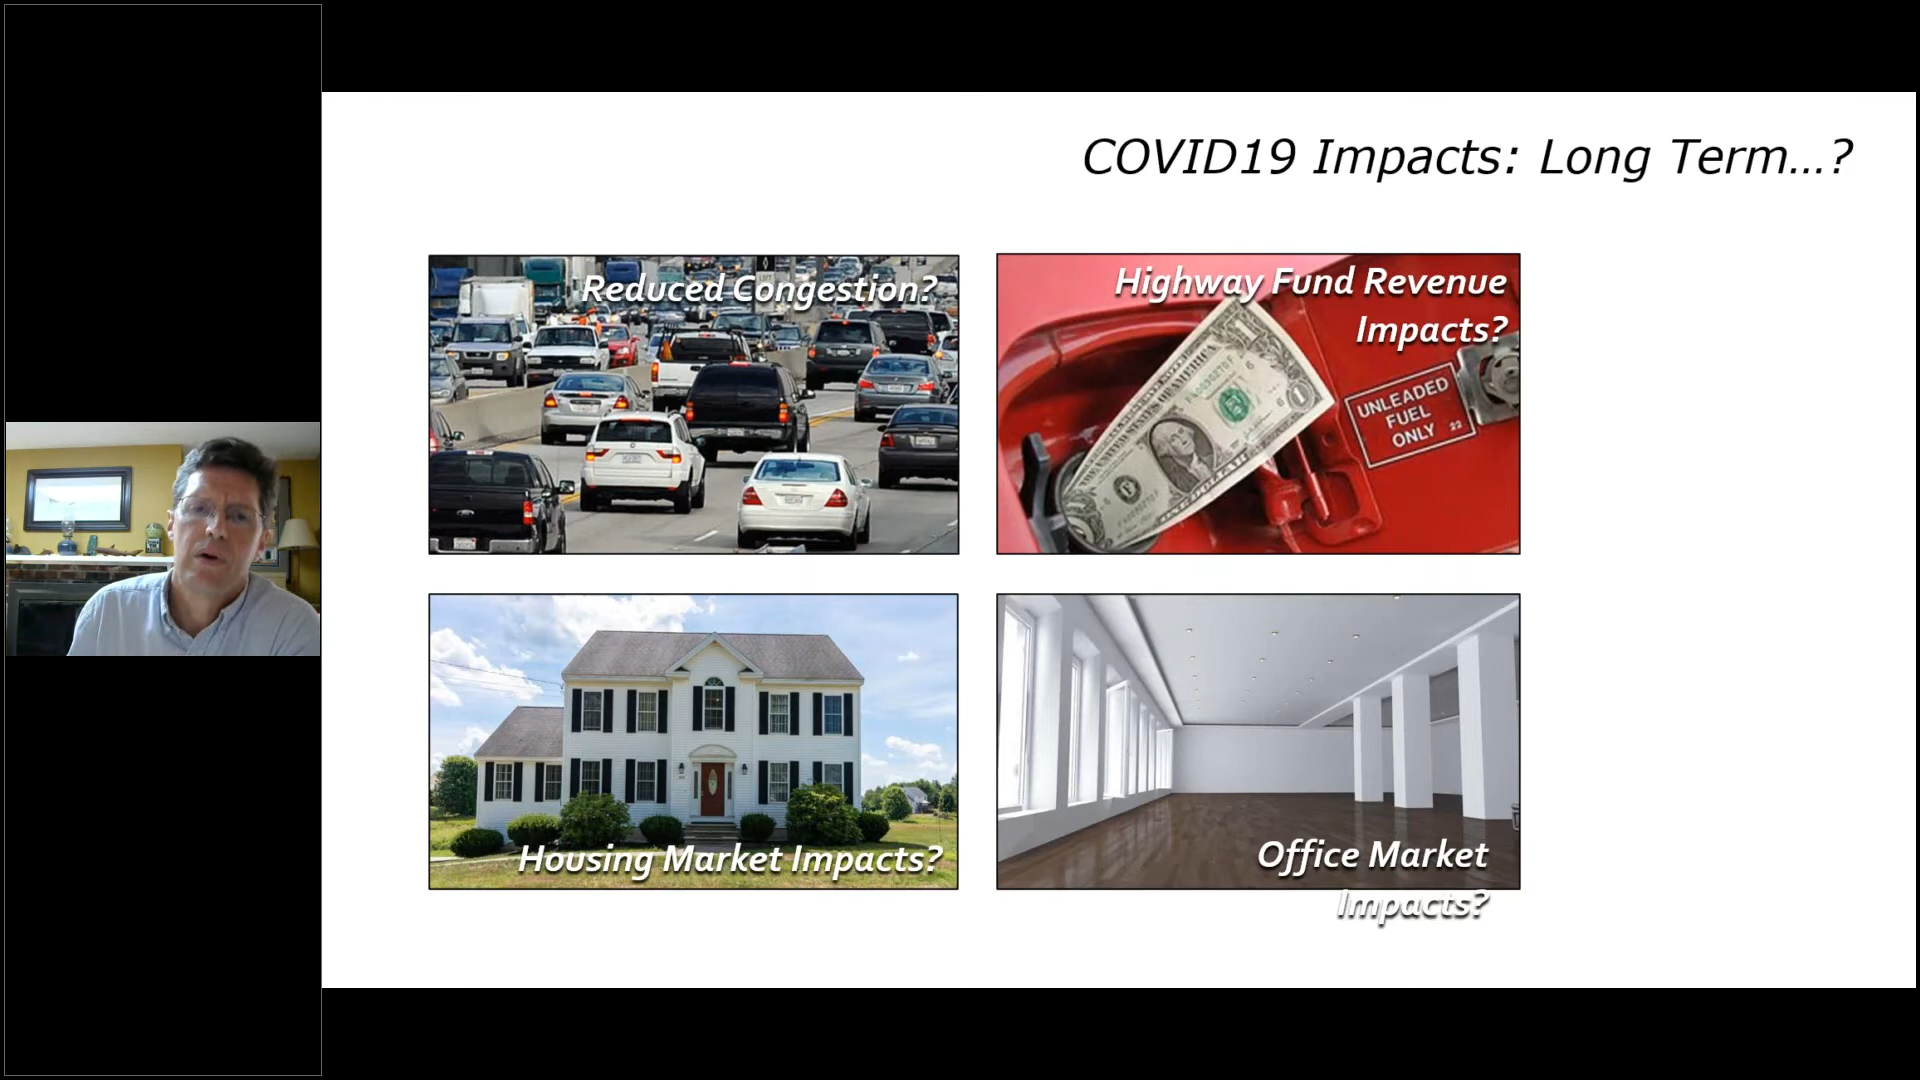 COVID19 Impacts: Long Term...?
Reduced Congestion?
Highway Fund Revenue
Impacts?
UNLEADED
FUEL
ONLY 22
Housing Market Impacts?
Office Market
Impacts?